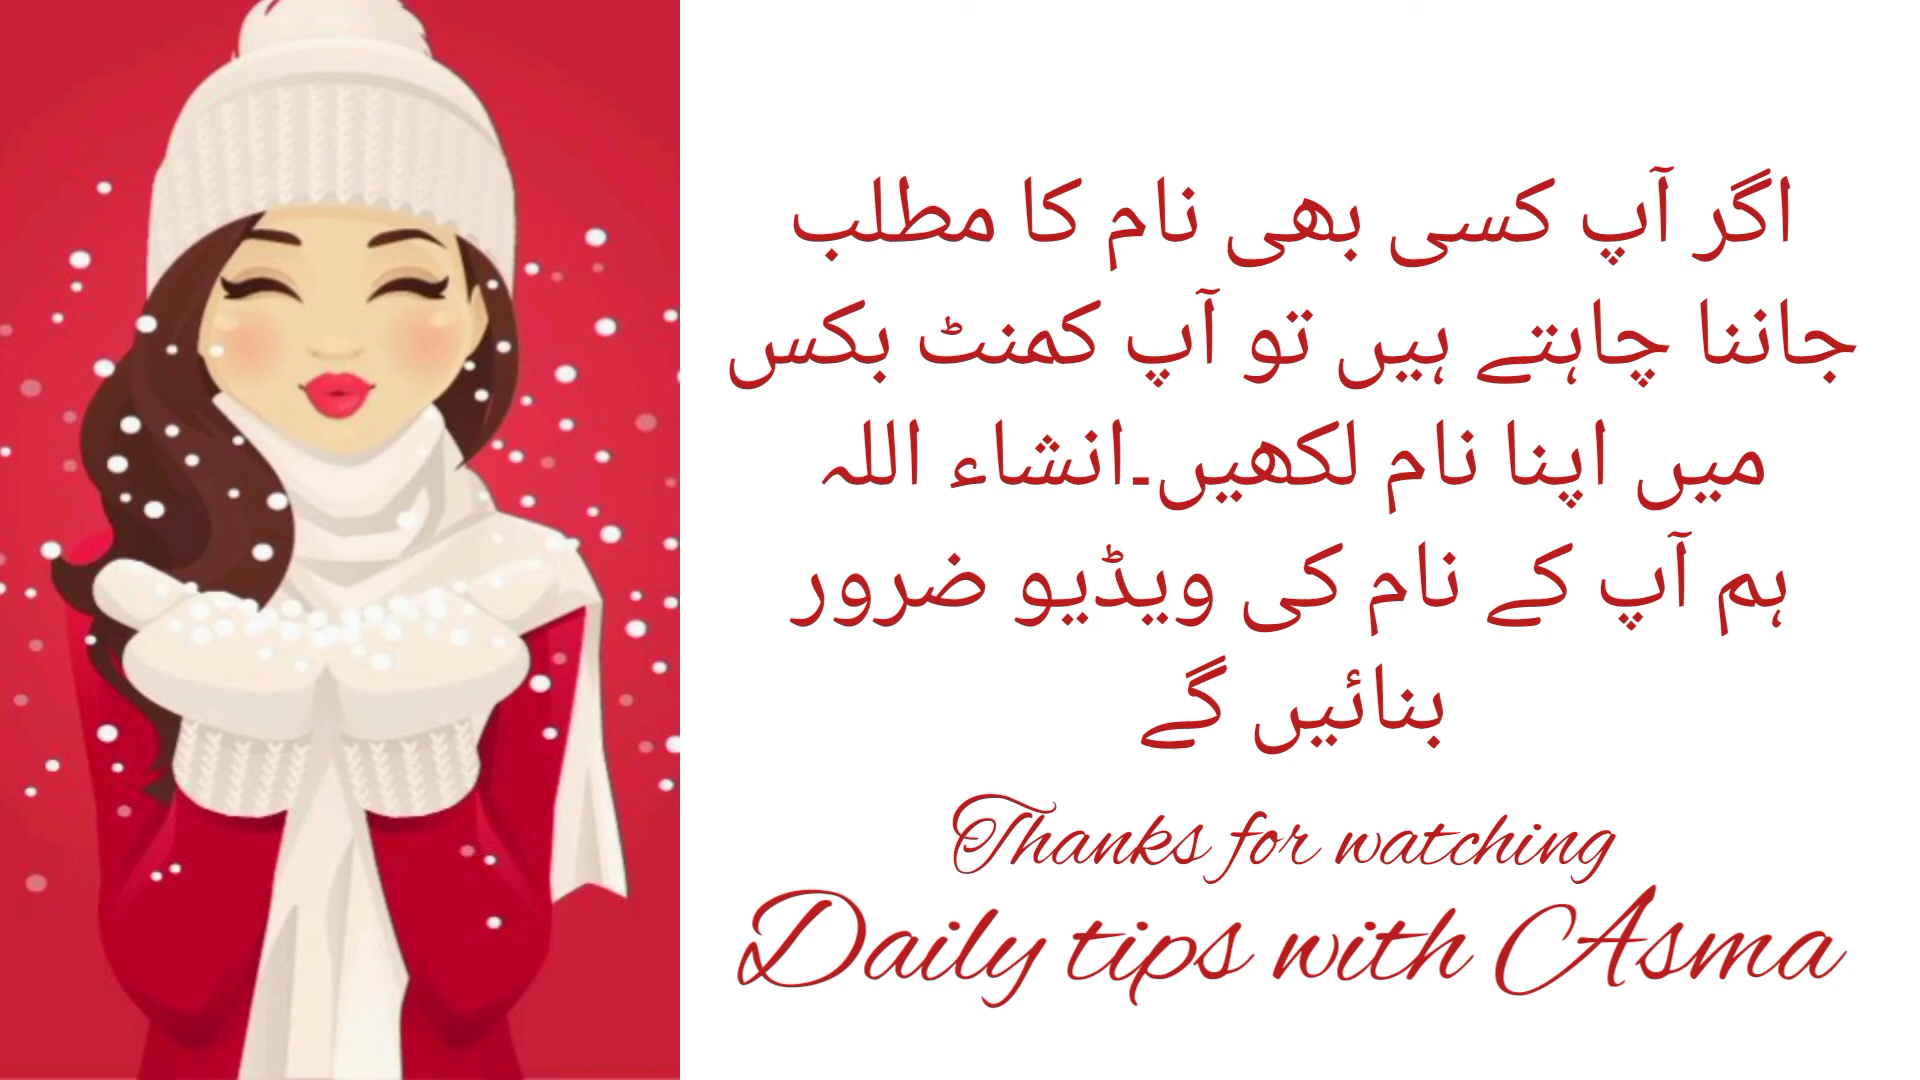 اگر آپ کسی بھی نام کا مطلب
جاننا چاہتے ہیں تو آپ کمنٹ بکس
میں اپنا نام لکھیں۔انشاء اللہ
ہم آپ کے نام کی ویڈیو ضرور
بنائیں گے
Thanks for watching
Daily tips with Asma